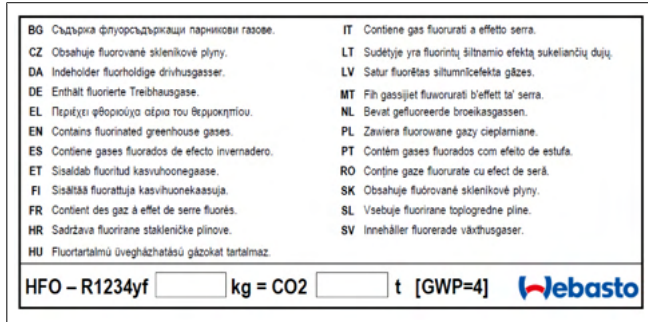 BG Съдържа флуорсъдържащи парникови газове.
CZ Obsahuje fluorované skleníkové plyny.
DA Indeholder fluorholdige drivhusgasser.
DE Enthält fluorierte Treibhausgase.
EL Περιέχει φθοριούχα αέρια του θερμοκηπίου.
EN Contains fluorinated greenhouse gases.
ES Contiene gases fluorados de efecto invernadero.
ET Sisaldab fluoritud kasvuhoonegaase.
FI Sisältää fluorattuja kasvihuonekaasuja.
FR Contient des gaz à effet de serre fluorés.
HR Sadržava fluorirane stakleničke plinove.
HU Fluortartalmú üvegházhatású gázokat tartalmaz.
IT Contiene gas fluorurati a effetto serra.
LT Sudėtyje yra fluorintų šiltnamio efektą sukeliančių dujų.
LV Satur fluorētas siltumnīcefekta gāzes.
MT Fih gassijiet fluworurati b'effett ta' serra.
NL Bevat gefluoreerde broeikasgassen.
PL Zawiera fluorowane gazy cieplarniane.
PT Contém gases fluorados com efeito de estufa.
RO Conține gaze fluorurate cu efect de seră.
SK Obsahuje fluórované skleníkové plyny.
SL Vsebuje fluorirane toplogredne pline.
SV Innehåller fluorerade växthusgaser.
HFO – R1234yf kg = CO2 t [GWP=4] Webasto